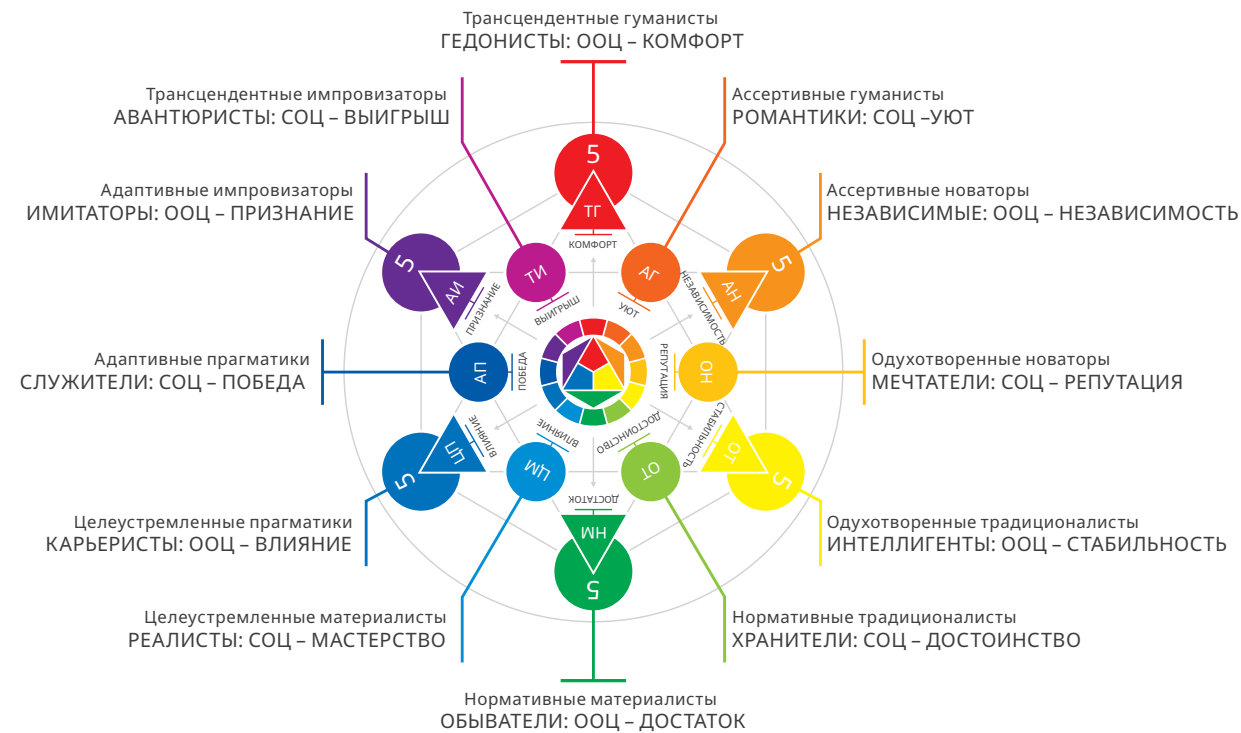 Трансцендентные гуманисты
ГЕДОНИСТЫ: ООЦ – КОМФОРТ
Трансцендентные импровизаторы
АВАНТЮРИСТЫ: СОЦ – ВЫИГРЫШ
Ассертивные гуманисты
РОМАНТИКИ: СОЦ –УЮТ
Адаптивные импровизаторы
ИМИТАТОРЫ: ООЦ – ПРИЗНАНИЕ
Ассертивные новаторы
НЕЗАВИСИМЫЕ: ООЦ – НЕЗАВИСИМОСТЬ
Адаптивные прагматики
СЛУЖИТЕЛИ: СОЦ – ПОБЕДА
Одухотворенные новаторы
МЕЧТАТЕЛИ: СОЦ – РЕПУТАЦИЯ
Целеустремленные прагматики
КАРЬЕРИСТЫ: ООЦ – ВЛИЯНИЕ
Одухотворенные традиционалисты
ИНТЕЛЛИГЕНТЫ: ООЦ – СТАБИЛЬНОСТЬ
Целеустремленные материалисты
РЕАЛИСТЫ: СОЦ – МАСТЕРСТВО
Нормативные традиционалисты
ХРАНИТЕЛИ: СОЦ – ДОСТОИНСТВО
Нормативные материалисты
ОБЫВАТЕЛИ: ООЦ – ДОСТАТОК
5
ТГ
КОМФОРТ
АГ
УЮТ
5
АН
НЕЗАВИСИМОСТЬ
ОН
РЕПУТАЦИЯ
5
ОТ
СТАБИЛЬНОСТЬ
ОТ
ДОСТОИНСТВО
5
НМ
ДОСТАТОК
ЦМ
ВЛИЯНИЕ
5
ЦП
ВЛИЯНИЕ
АП
ПОБЕДА
5
АИ
ПРИЗНАНИЕ
ТИ
ВЫИГРЫШ